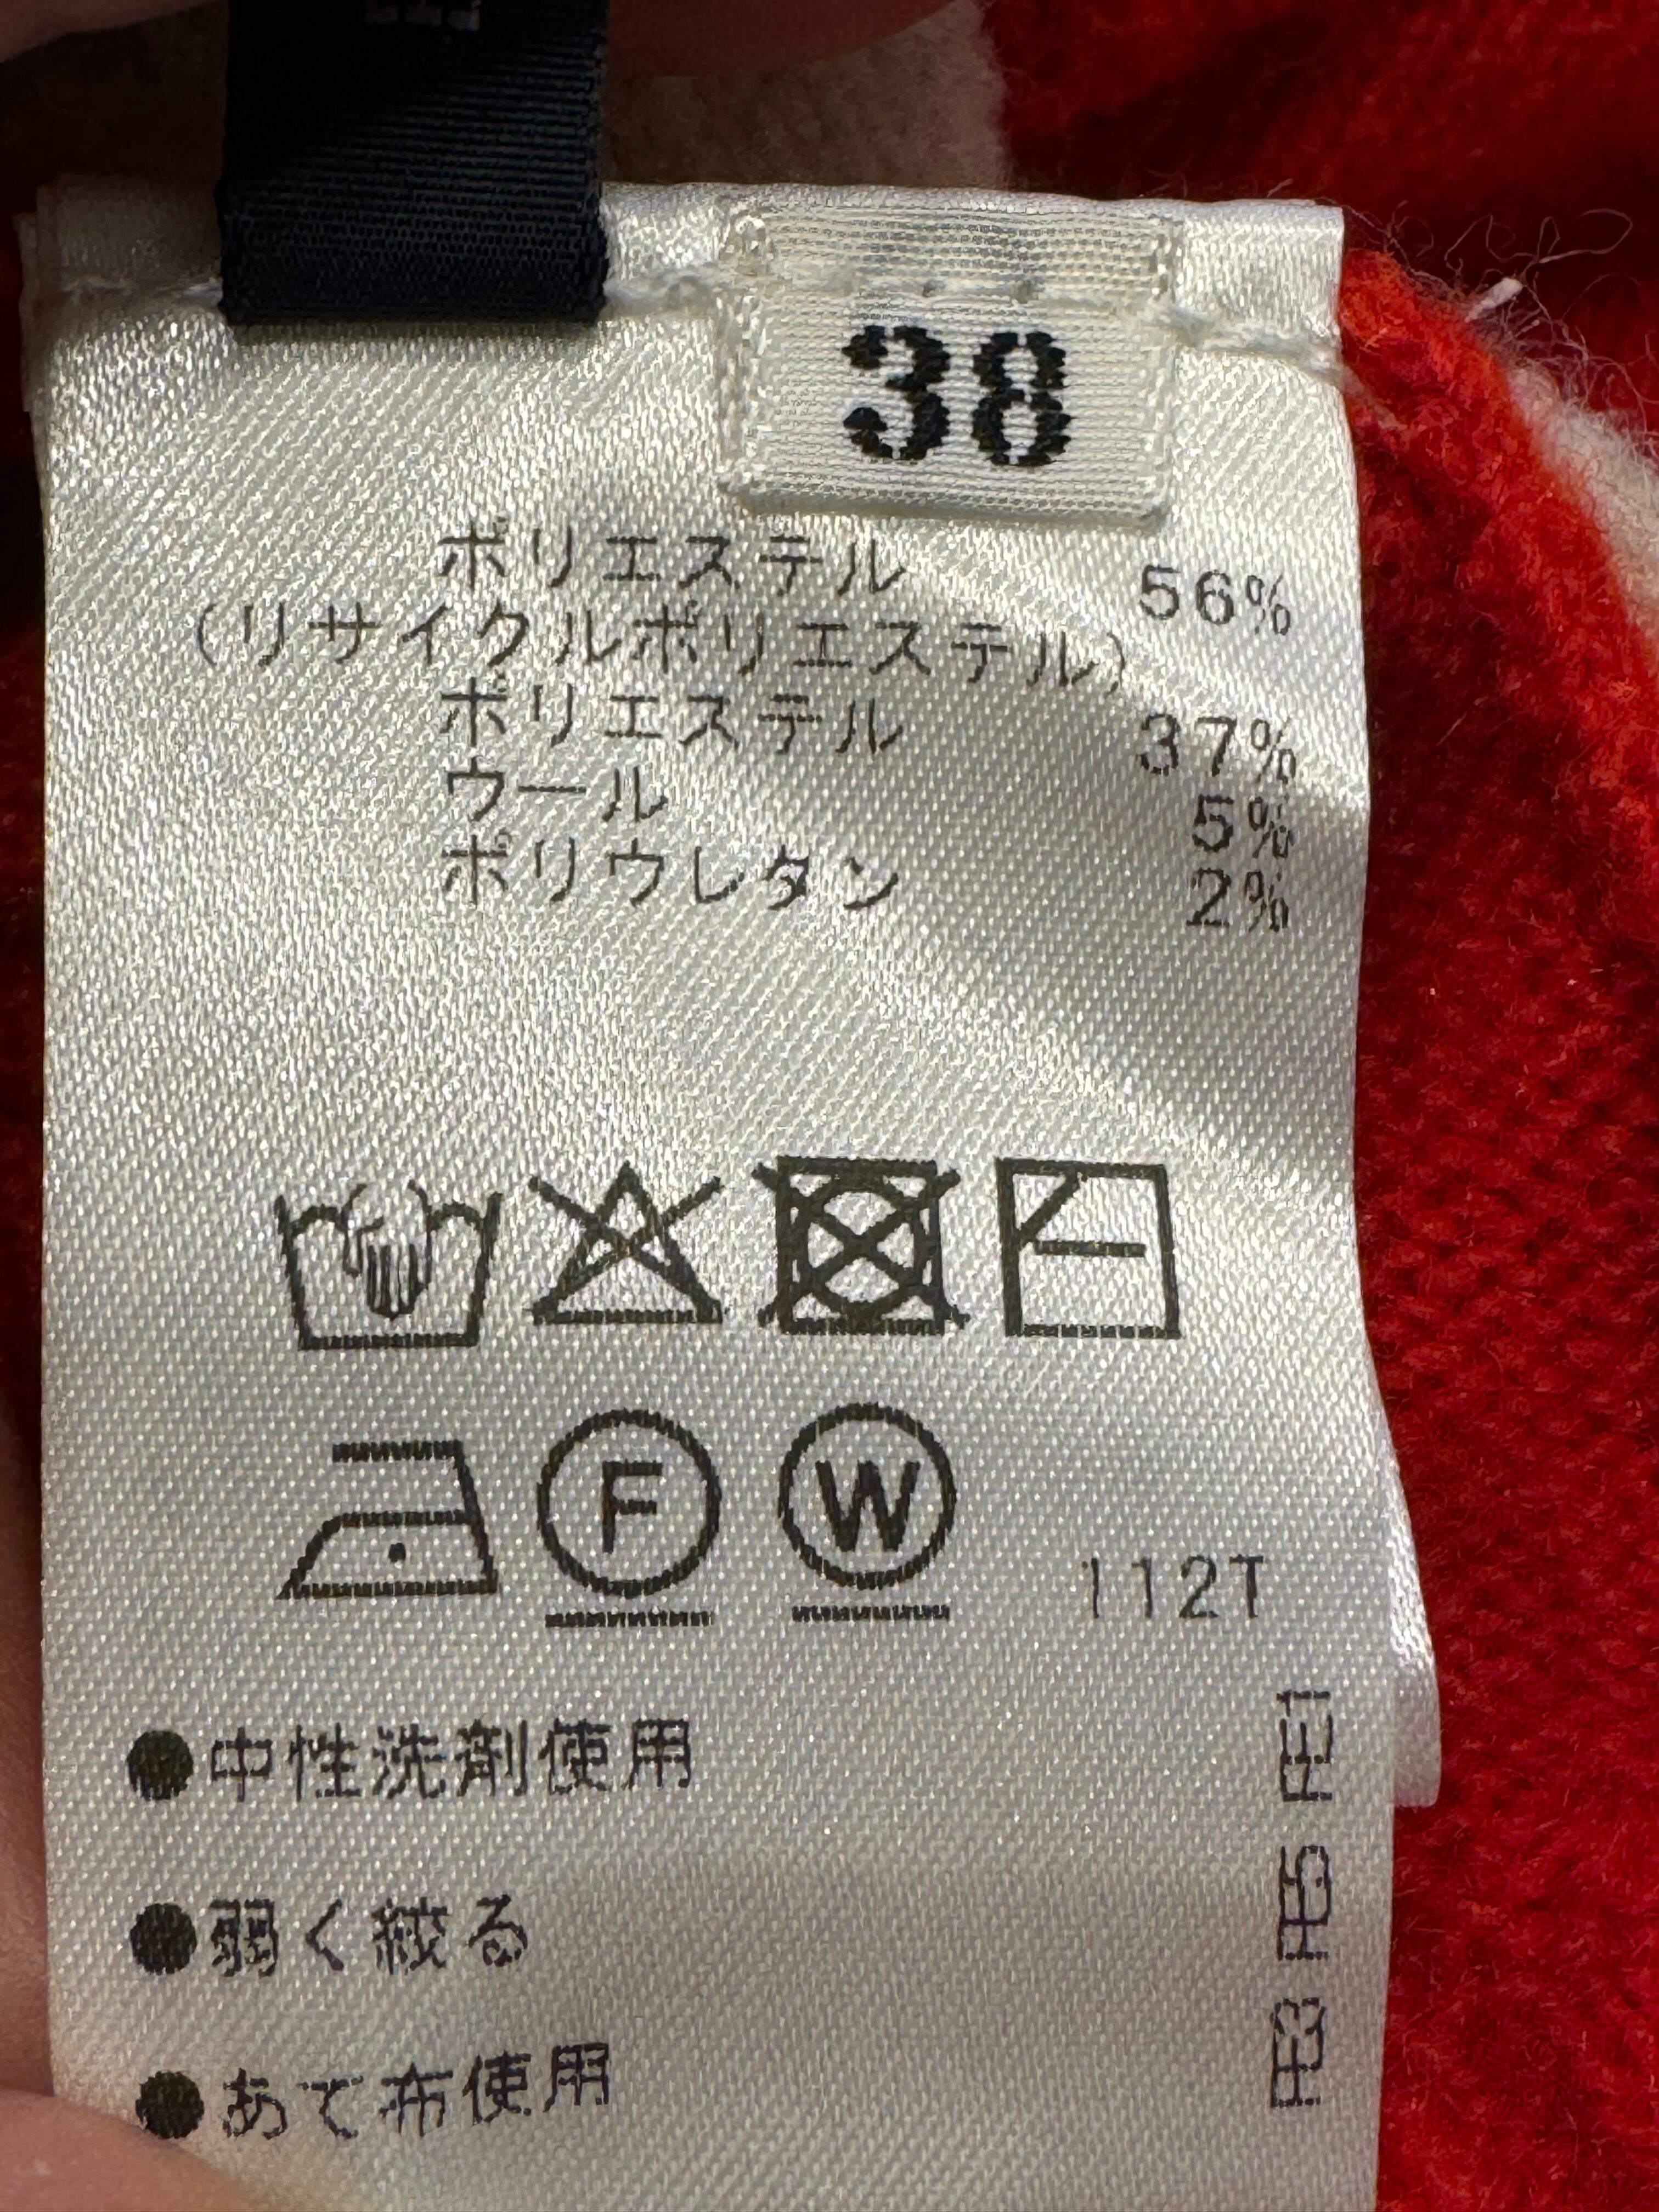 38
ポリエステル 56%
(リサイクルポリエステル)
ポリエステル 37%
ウール 5%
ポリウレタン 2%
F W 112T
●中性洗剤使用
●弱く絞る
●あて布使用